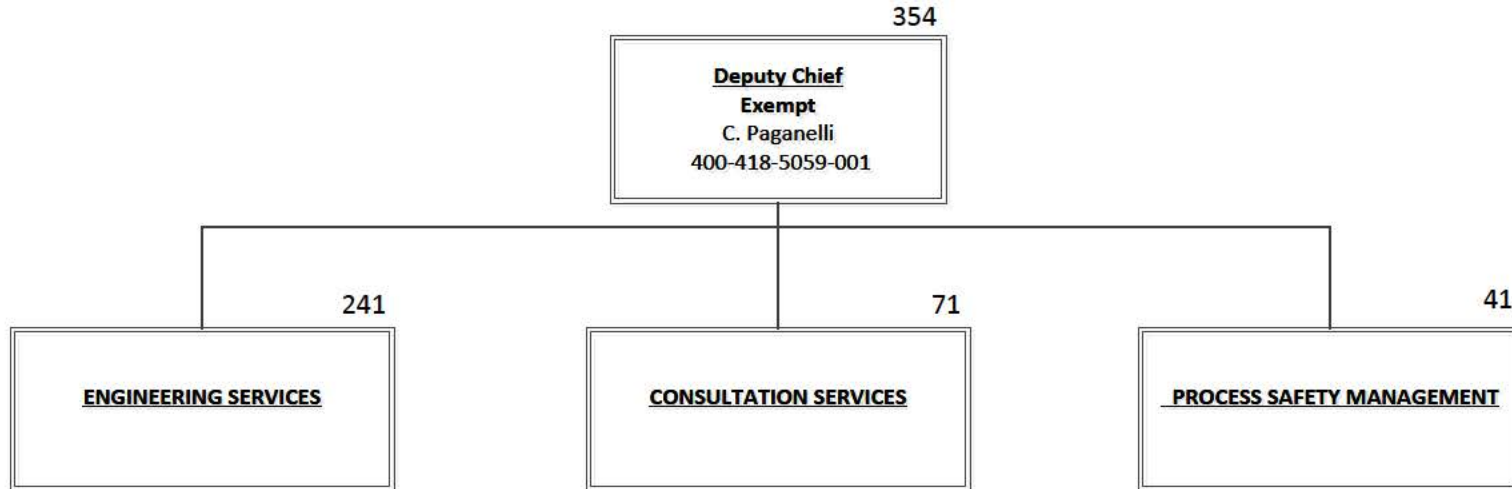 354
Deputy Chief
Exempt
C. Paganelli
400-418-5059-001
241
ENGINEERING SERVICES
71
CONSULTATION SERVICES
41
PROCESS SAFETY MANAGEMENT